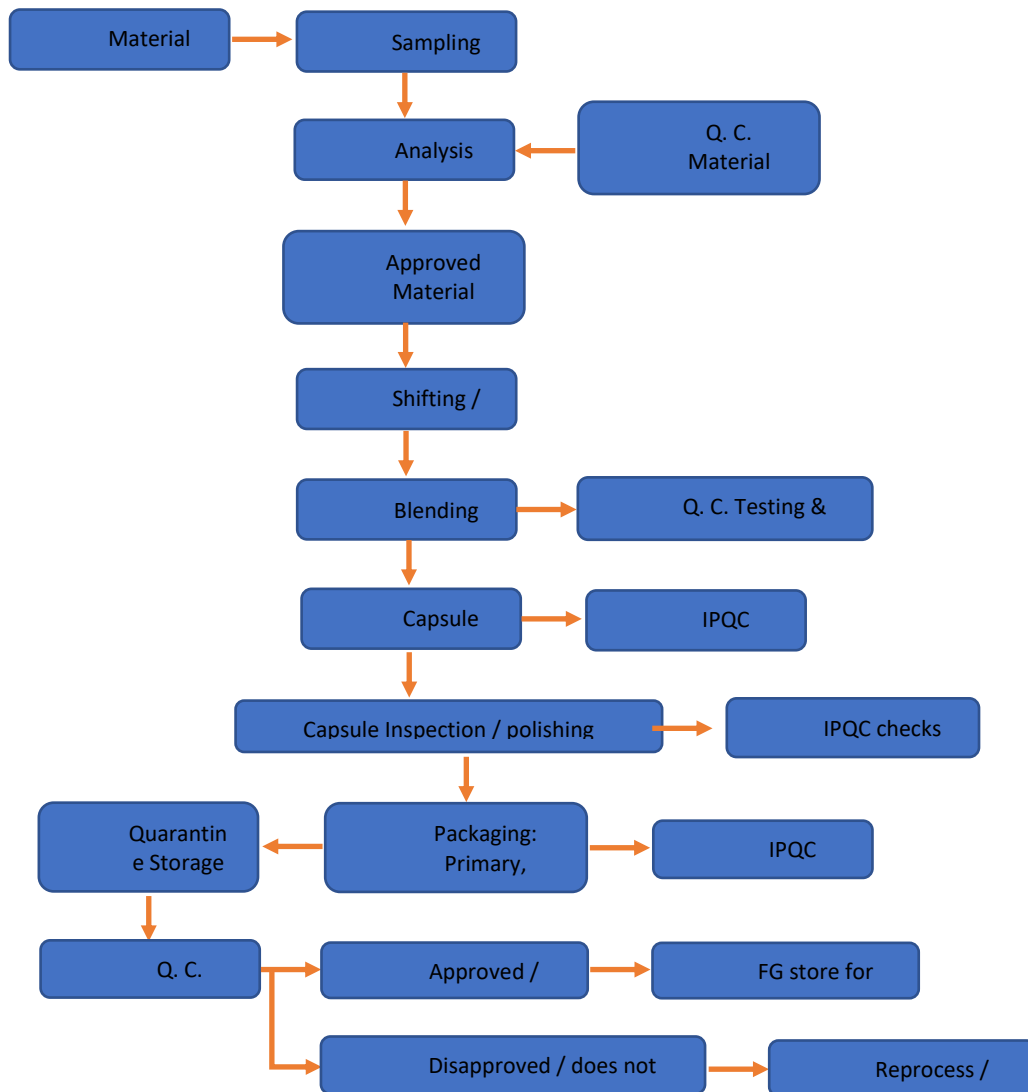 Material
Sampling
Analysis
Q. C.
Material
Approved
Material
Shifting /
Blending
Q. C. Testing &
Capsule
IPQC
Capsule Inspection / polishing
IPQC checks
Quarantin
e Storage
Packaging:
Primary,
IPQC
Q. C.
Approved /
FG store for
Disapproved / does not
Reprocess /